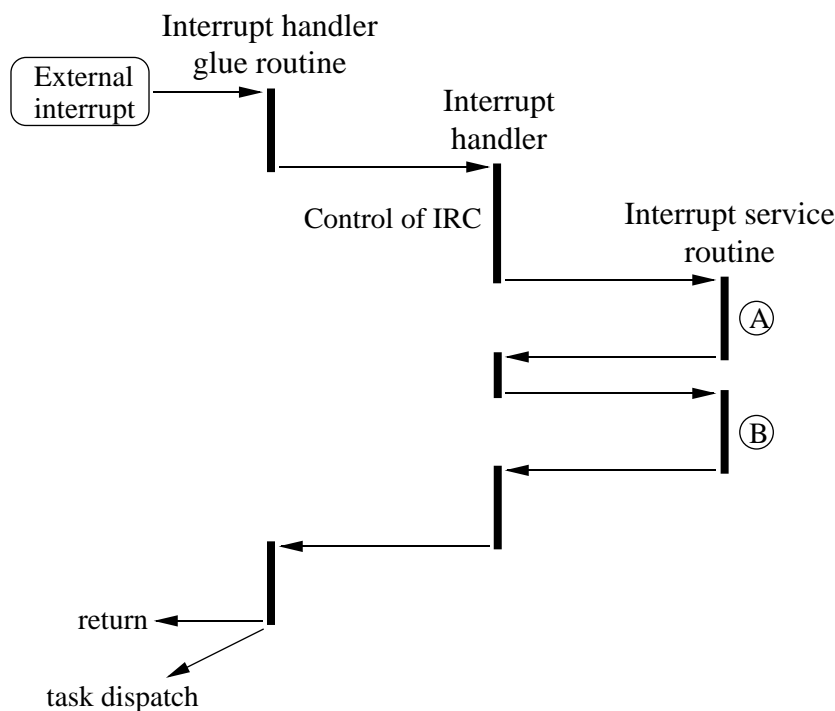 Interrupt handler
glue routine
External
interrupt
Interrupt
handler
Control of IRC
Interrupt service
routine
A
B
return
task dispatch